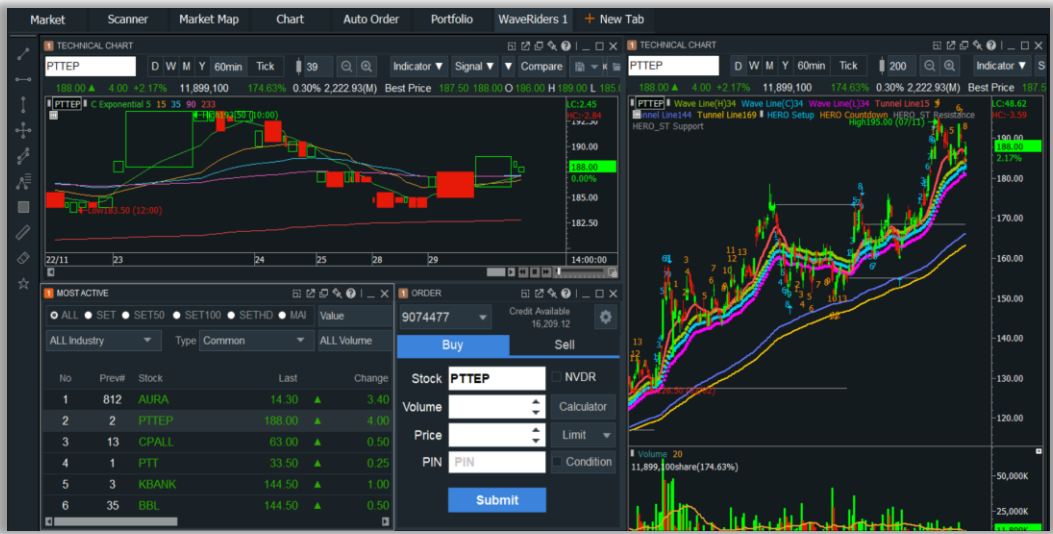 Market Scanner Market Map Chart Auto Order Portfolio WaveRiders 1 + New Tab
1 TECHNICAL CHART
PTTEP D W M Y 60min Tick 39 Indicator ▼ Signal ▼ ▼ Compare
188.00 ▲ 4.00 +2.17% 11,899,100 174.63% 0.30% 2,222.93(M) Best Price 187.50 188.00 O 186.00 H 189.00 L 185.
PTTEP C Exponential 5 15 35 90 233
LC:2.45
HC:-2.84
High193.50 (10:00)
192.50
190.00
188.00
0.00%
185.00
182.50
Low183.50 (12:00)
22/11 23 24 25 28 29 14:00:00
1 TECHNICAL CHART
PTTEP D W M Y 60min Tick 200 Indicator ▼ S
188.00 ▲ 4.00 +2.17% 11,899,100 174.63% 0.30% 2,222.93(M) Best Price 187.5
PTTEP Wave Line(H)34 Wave Line(C)34 Wave Line(L)34 Tunnel Line15
nnel Line144 Tunnel Line169 HERO Setup HERO Countdown HERO_ST Resistance
HERO_ST Support
High195.00 (07/11)
LC:48.62
HC:-3.59
190.00
188.00
2.17%
180.00
170.00
160.00
150.00
140.00
130.00
120.00
Volume 20
11,899,100share(174.63%)
50,000K
25,000K
11,899K
1 MOST ACTIVE
ALL SET SET50 SET100 SETHD MAI Value
ALL Industry Type Common ALL Volume
No Prev# Stock Last Change
1 812 AURA 14.30 ▲ 3.40
2 2 PTTEP 188.00 ▲ 4.00
3 13 CPALL 63.00 ▲ 0.50
4 1 PTT 33.50 ▲ 0.25
5 3 KBANK 144.50 ▲ 1.00
6 35 BBL 144.50 ▲ 0.50
1 ORDER
9074477 Credit Available
16,209.12
Buy Sell
Stock PTTEP NVDR
Volume Calculator
Price Limit
PIN PIN Condition
Submit